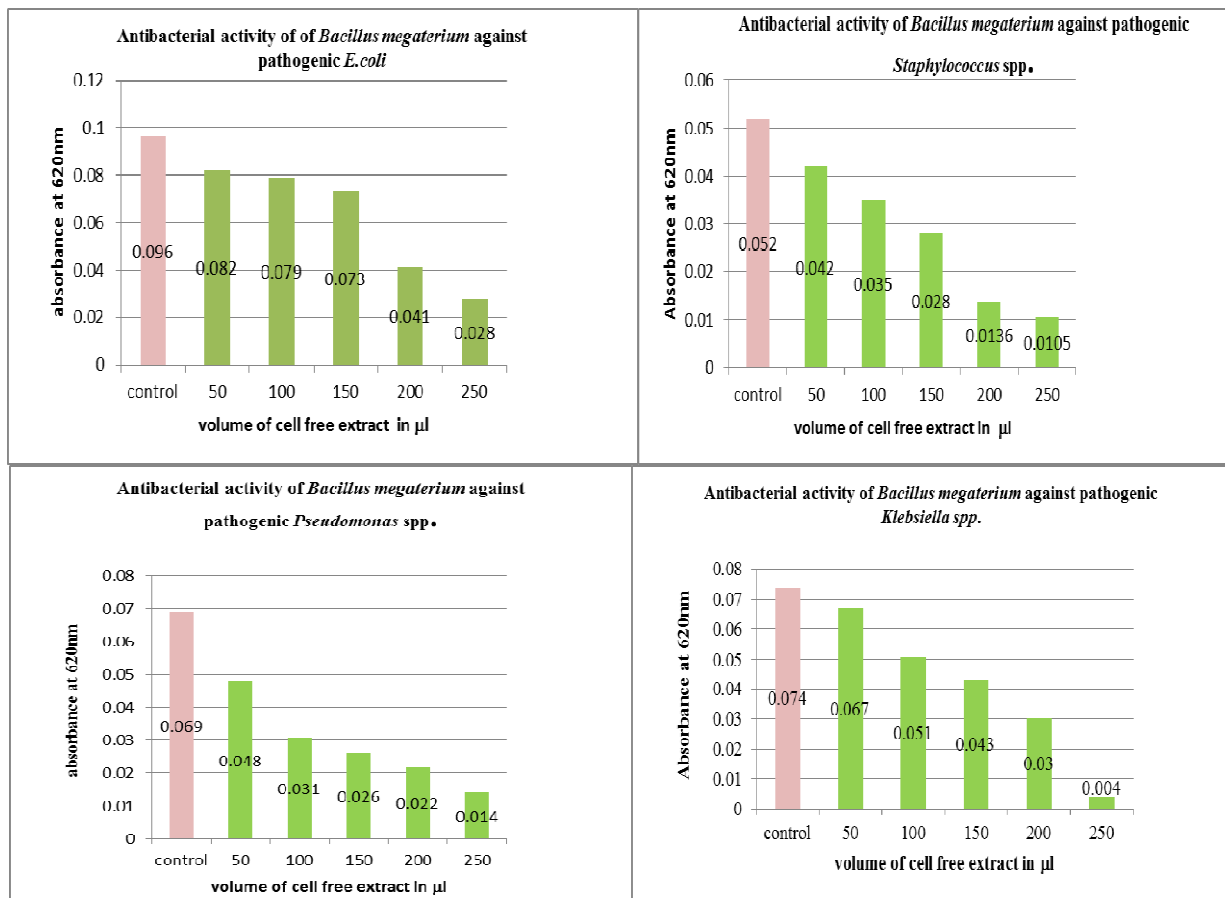 Antibacterial activity of of Bacillus megaterium against
pathogenic E.coli
0.12
0.1
0.08
0.06
0.04
0.02
0
absorbance at 620nm
0.096
0.082
0.079
0.073
0.041
0.028
control 50 100 150 200 250
volume of cell free extract in µl
Antibacterial activity of Bacillus megaterium against pathogenic
Staphylococcus spp.
0.06
0.05
0.04
0.03
0.02
0.01
0
Absorbance at 620nm
0.052
0.042
0.035
0.028
0.0136
0.0105
control 50 100 150 200 250
volume of cell free extract In µl
Antibacterial activity of Bacillus megaterium against
pathogenic Pseudomonas spp.
0.08
0.07
0.06
0.05
0.04
0.03
0.02
0.01
0
absorbance at 620nm
0.069
0.048
0.031
0.026
0.022
0.014
control 50 100 150 200 250
volume of cell free extract In µl
Antibacterial activity of Bacillus megaterium against pathogenic
Klebsiella spp.
0.08
0.07
0.06
0.05
0.04
0.03
0.02
0.01
0
Absorbance at 620nm
0.074
0.067
0.051
0.043
0.03
0.004
control 50 100 150 200 250
volume of cell free extract in µl